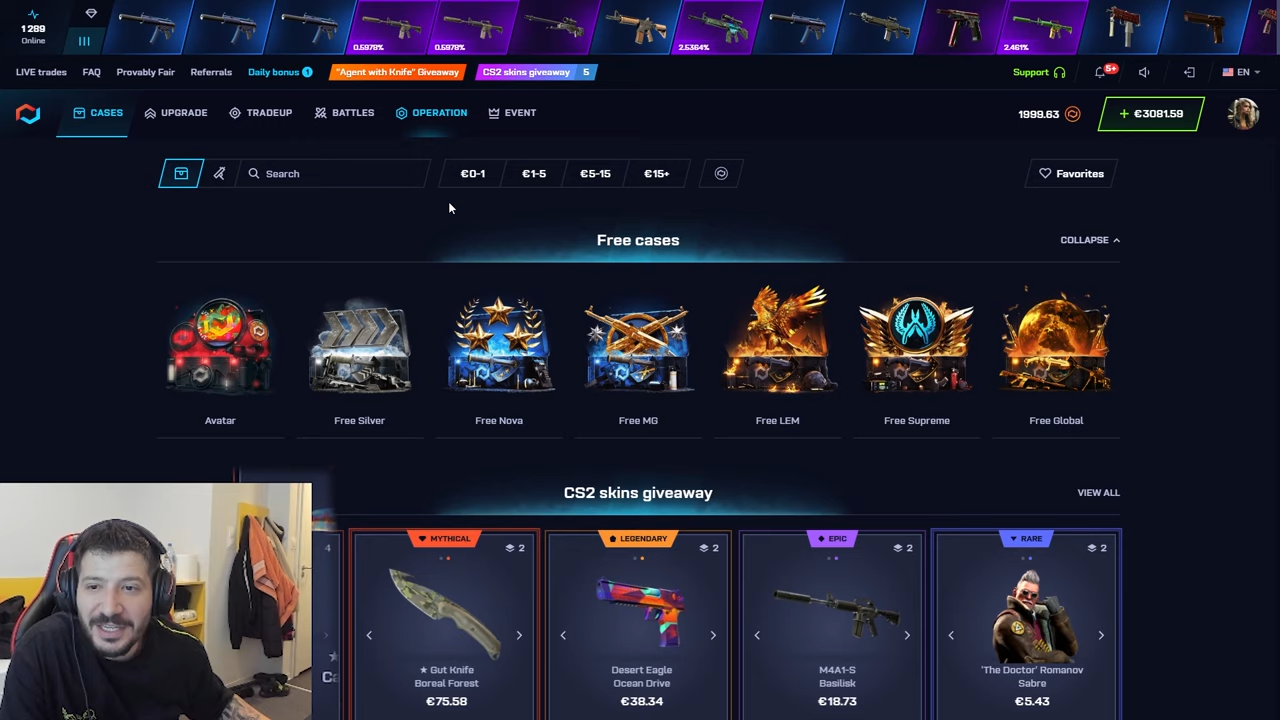 1 289
Online
0.5978%
0.5978%
2.5364%
2.461%
LIVE trades
FAQ
Provably Fair
Referrals
Daily bonus 1
"Agent with Knife" Giveaway
CS2 skins giveaway 5
Support
5+
EN
CASES
UPGRADE
TRADEUP
BATTLES
OPERATION
EVENT
1999.63
+ €3081.59
Search
€0-1
€1-5
€5-15
€15+
Favorites
Free cases
COLLAPSE
Avatar
Free Silver
Free Nova
Free MG
Free LEM
Free Supreme
Free Global
CS2 skins giveaway
VIEW ALL
4
MYTHICAL
2
LEGENDARY
2
EPIC
2
RARE
2
★ Gut Knife
Boreal Forest
€75.58
Desert Eagle
Ocean Drive
€38.34
M4A1-S
Basilisk
€18.73
'The Doctor' Romanov
Sabre
€5.43